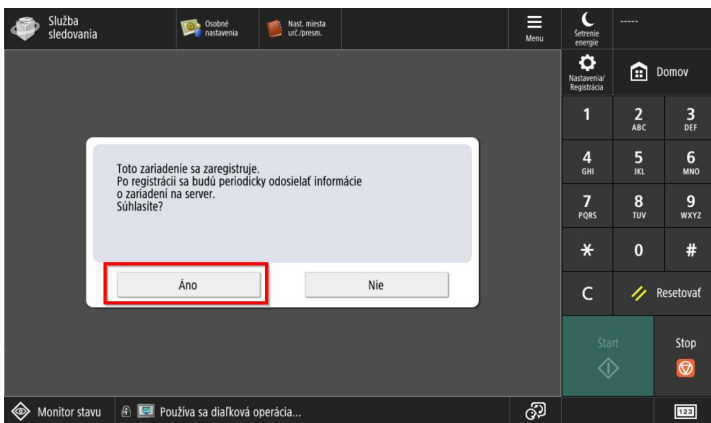 Služba
sledovania
Osobné
nastavenia
Nast. miesta
urč./presm.
Menu
Šetrenie
energie
-----
Nastavenia/
Registrácia
Domov
1
2
ABC
3
DEF
Toto zariadenie sa zaregistruje.
Po registrácii sa budú periodicky odosielať informácie
o zariadení na server.
Súhlasíte?
4
GHI
5
JKL
6
MNO
7
PQRS
8
TUV
9
WXYZ
*
0
#
Áno
Nie
C
Resetovať
Štart
Stop
Monitor stavu
Používa sa diaľková operácia...
123